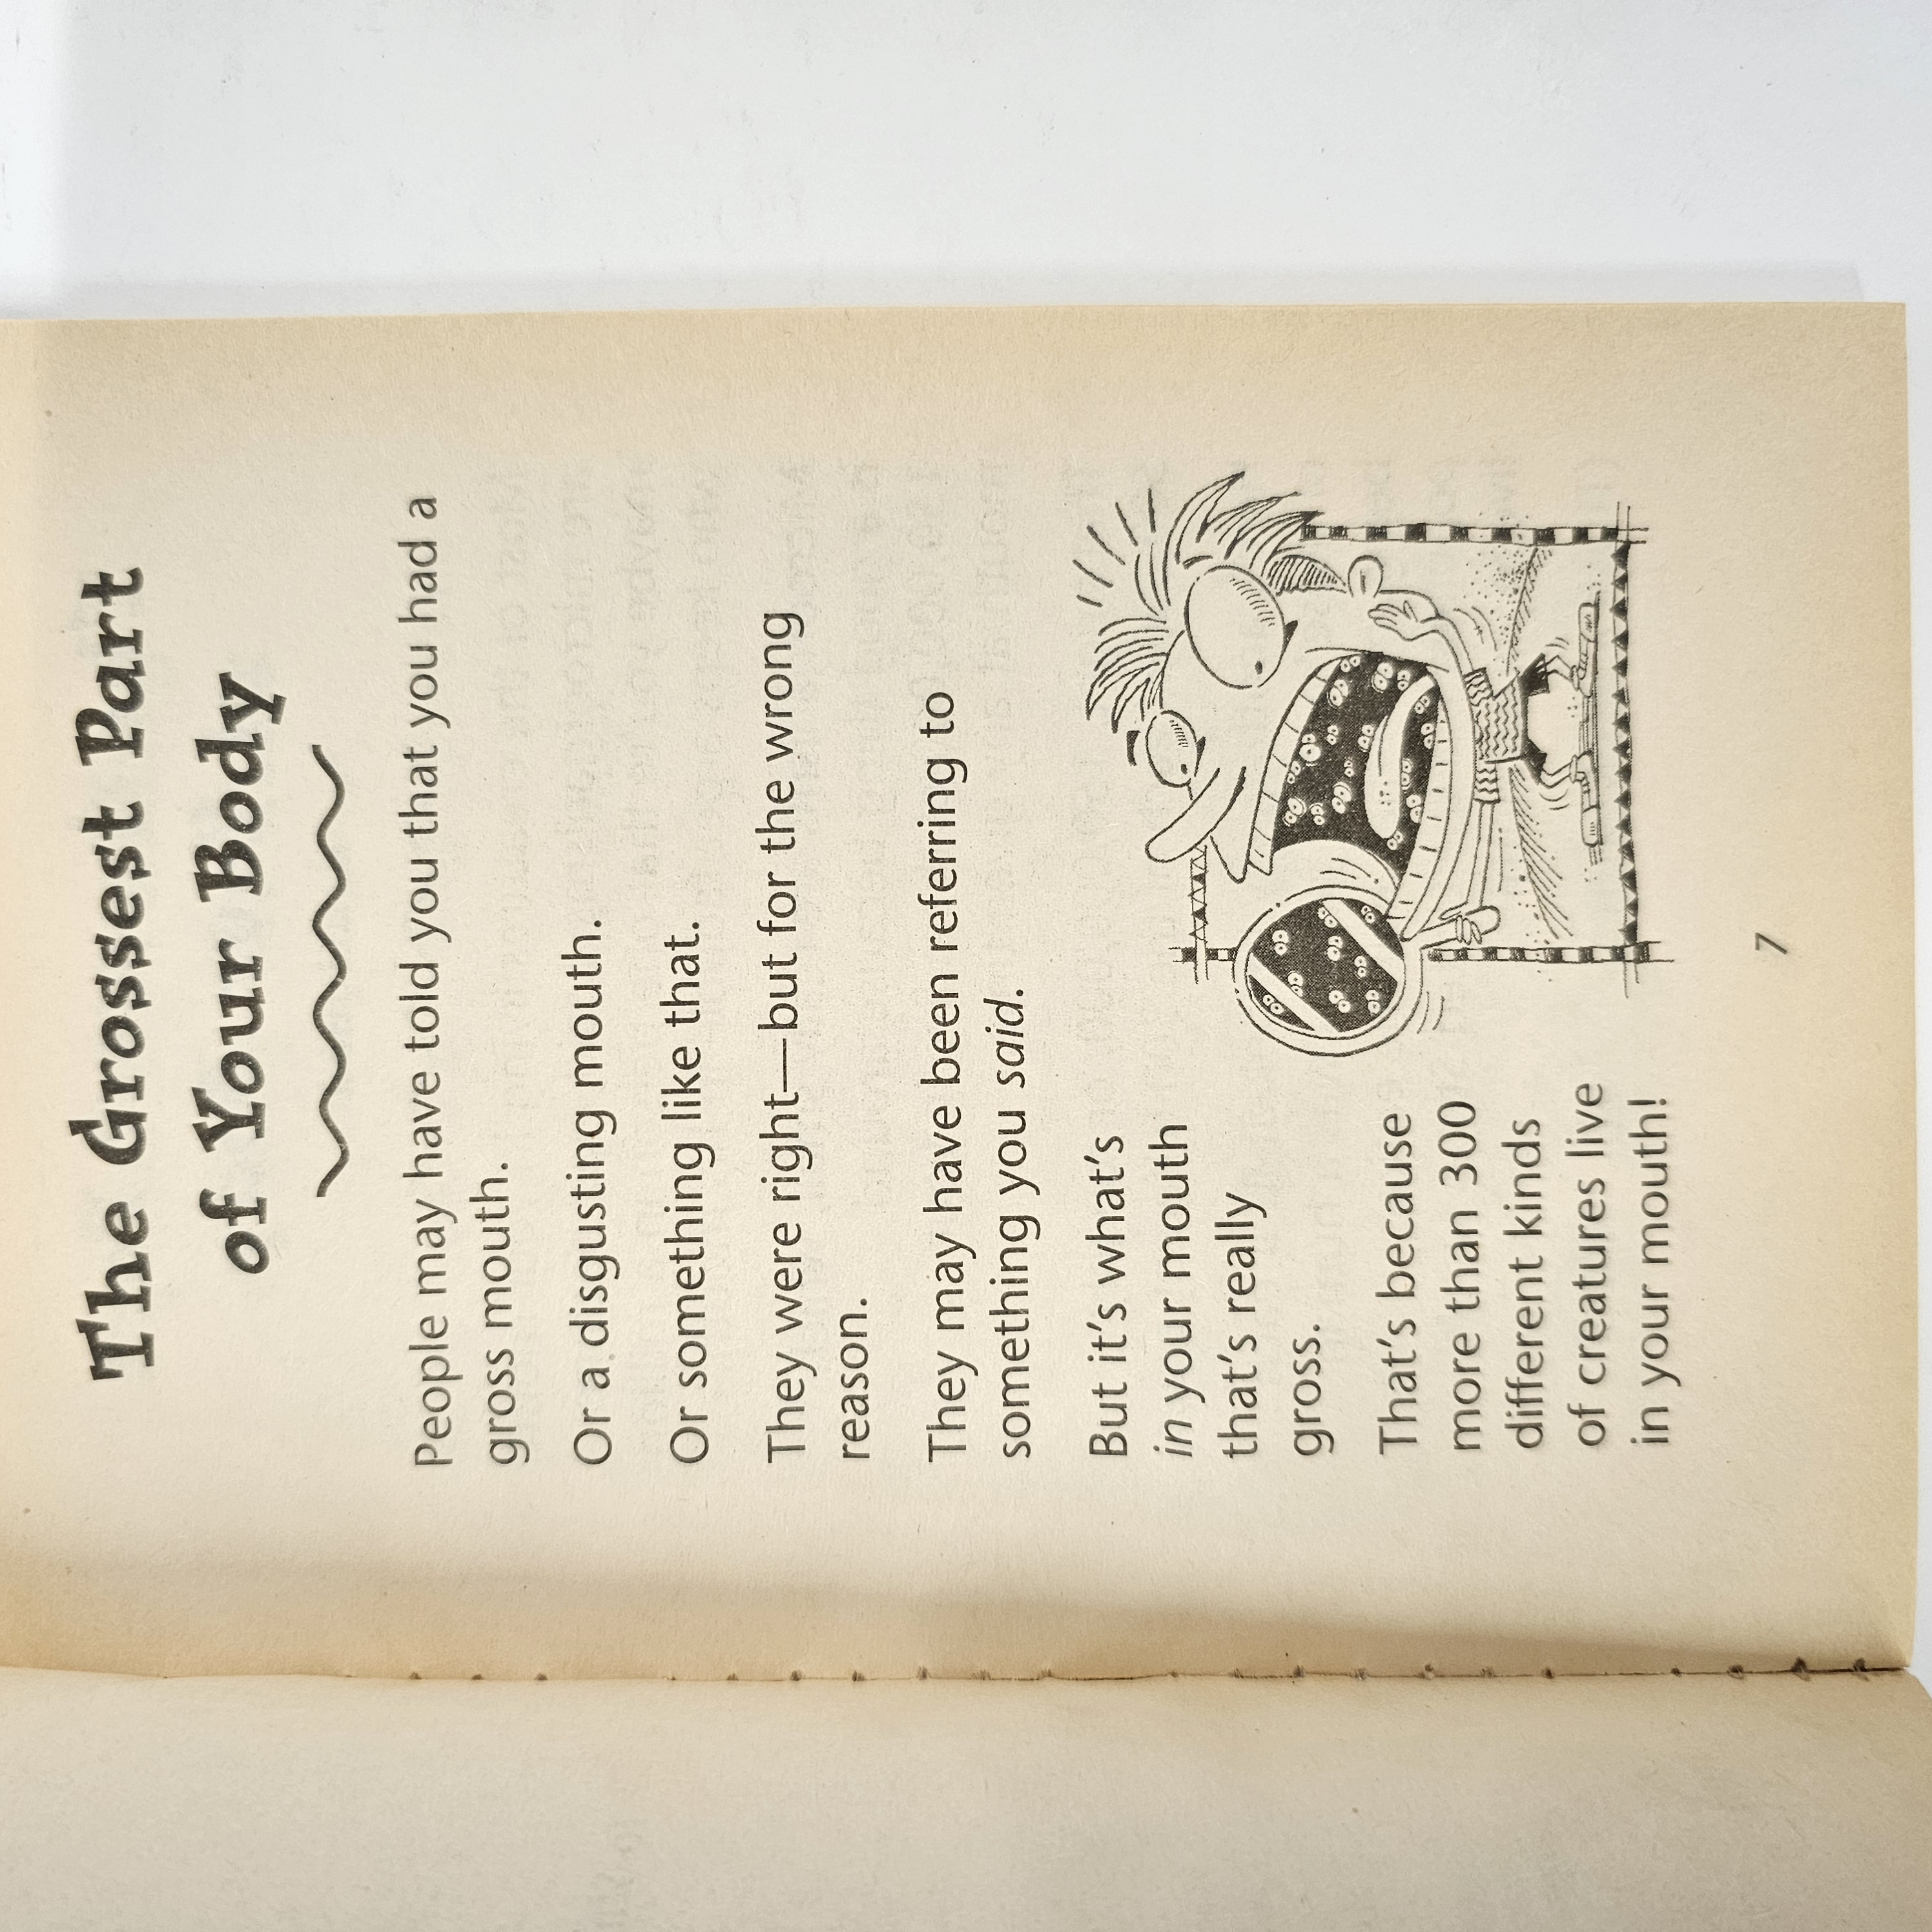 The Grossest Part
of Your Body
People may have told you that you had a
gross mouth.
Or a disgusting mouth.
Or something like that.
They were right—but for the wrong
reason.
They may have been referring to
something you said.
But it's what's
in your mouth
that's really
gross.
That's because
more than 300
different kinds
of creatures live
in your mouth!
7